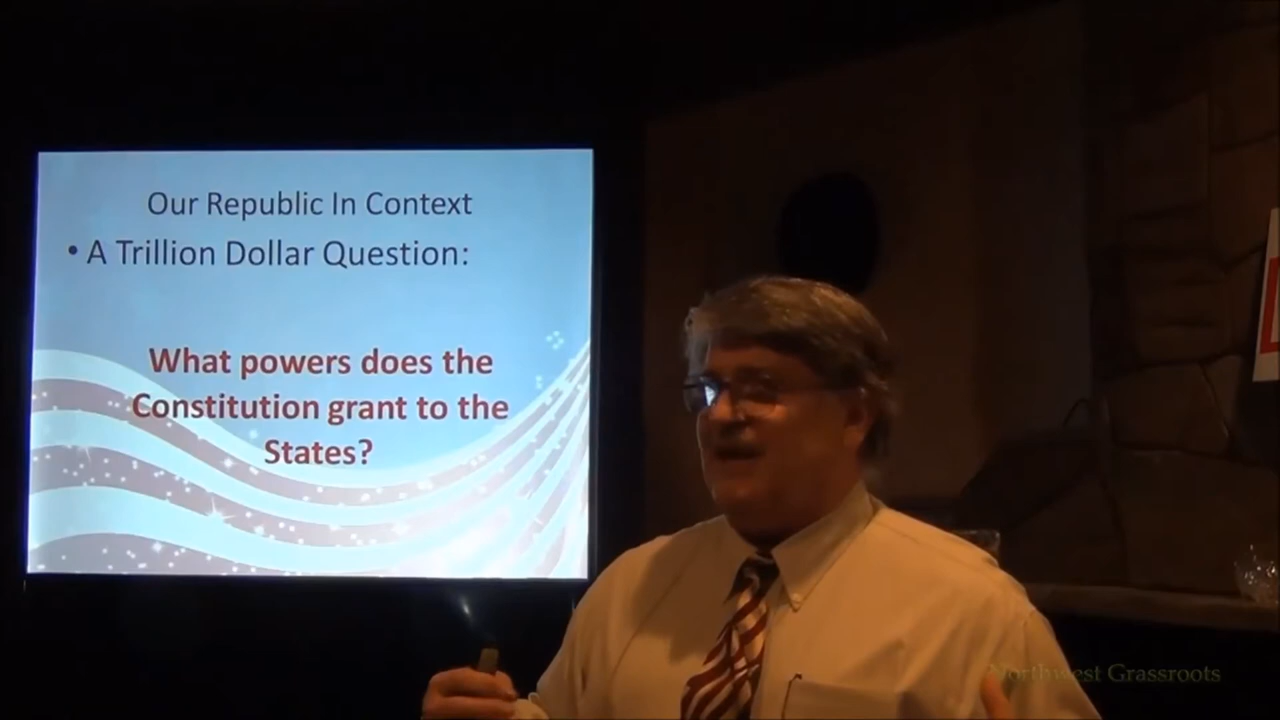 Our Republic In Context
• A Trillion Dollar Question:
What powers does the
Constitution grant to the
States?
Northwest Grassroots